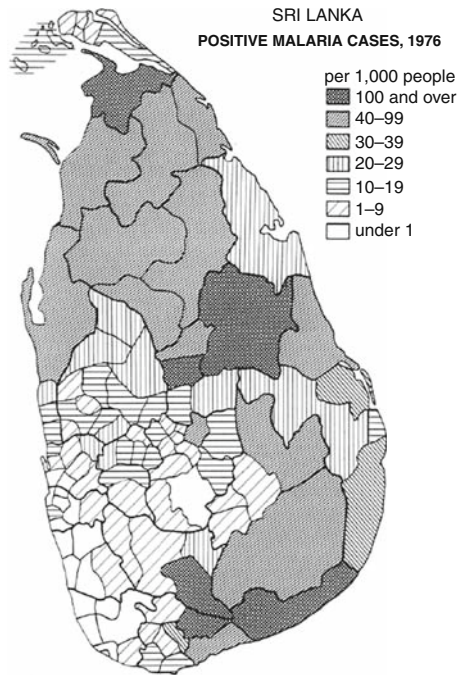 SRI LANKA
POSITIVE MALARIA CASES, 1976
per 1,000 people
100 and over
40–99
30–39
20–29
10–19
1–9
under 1